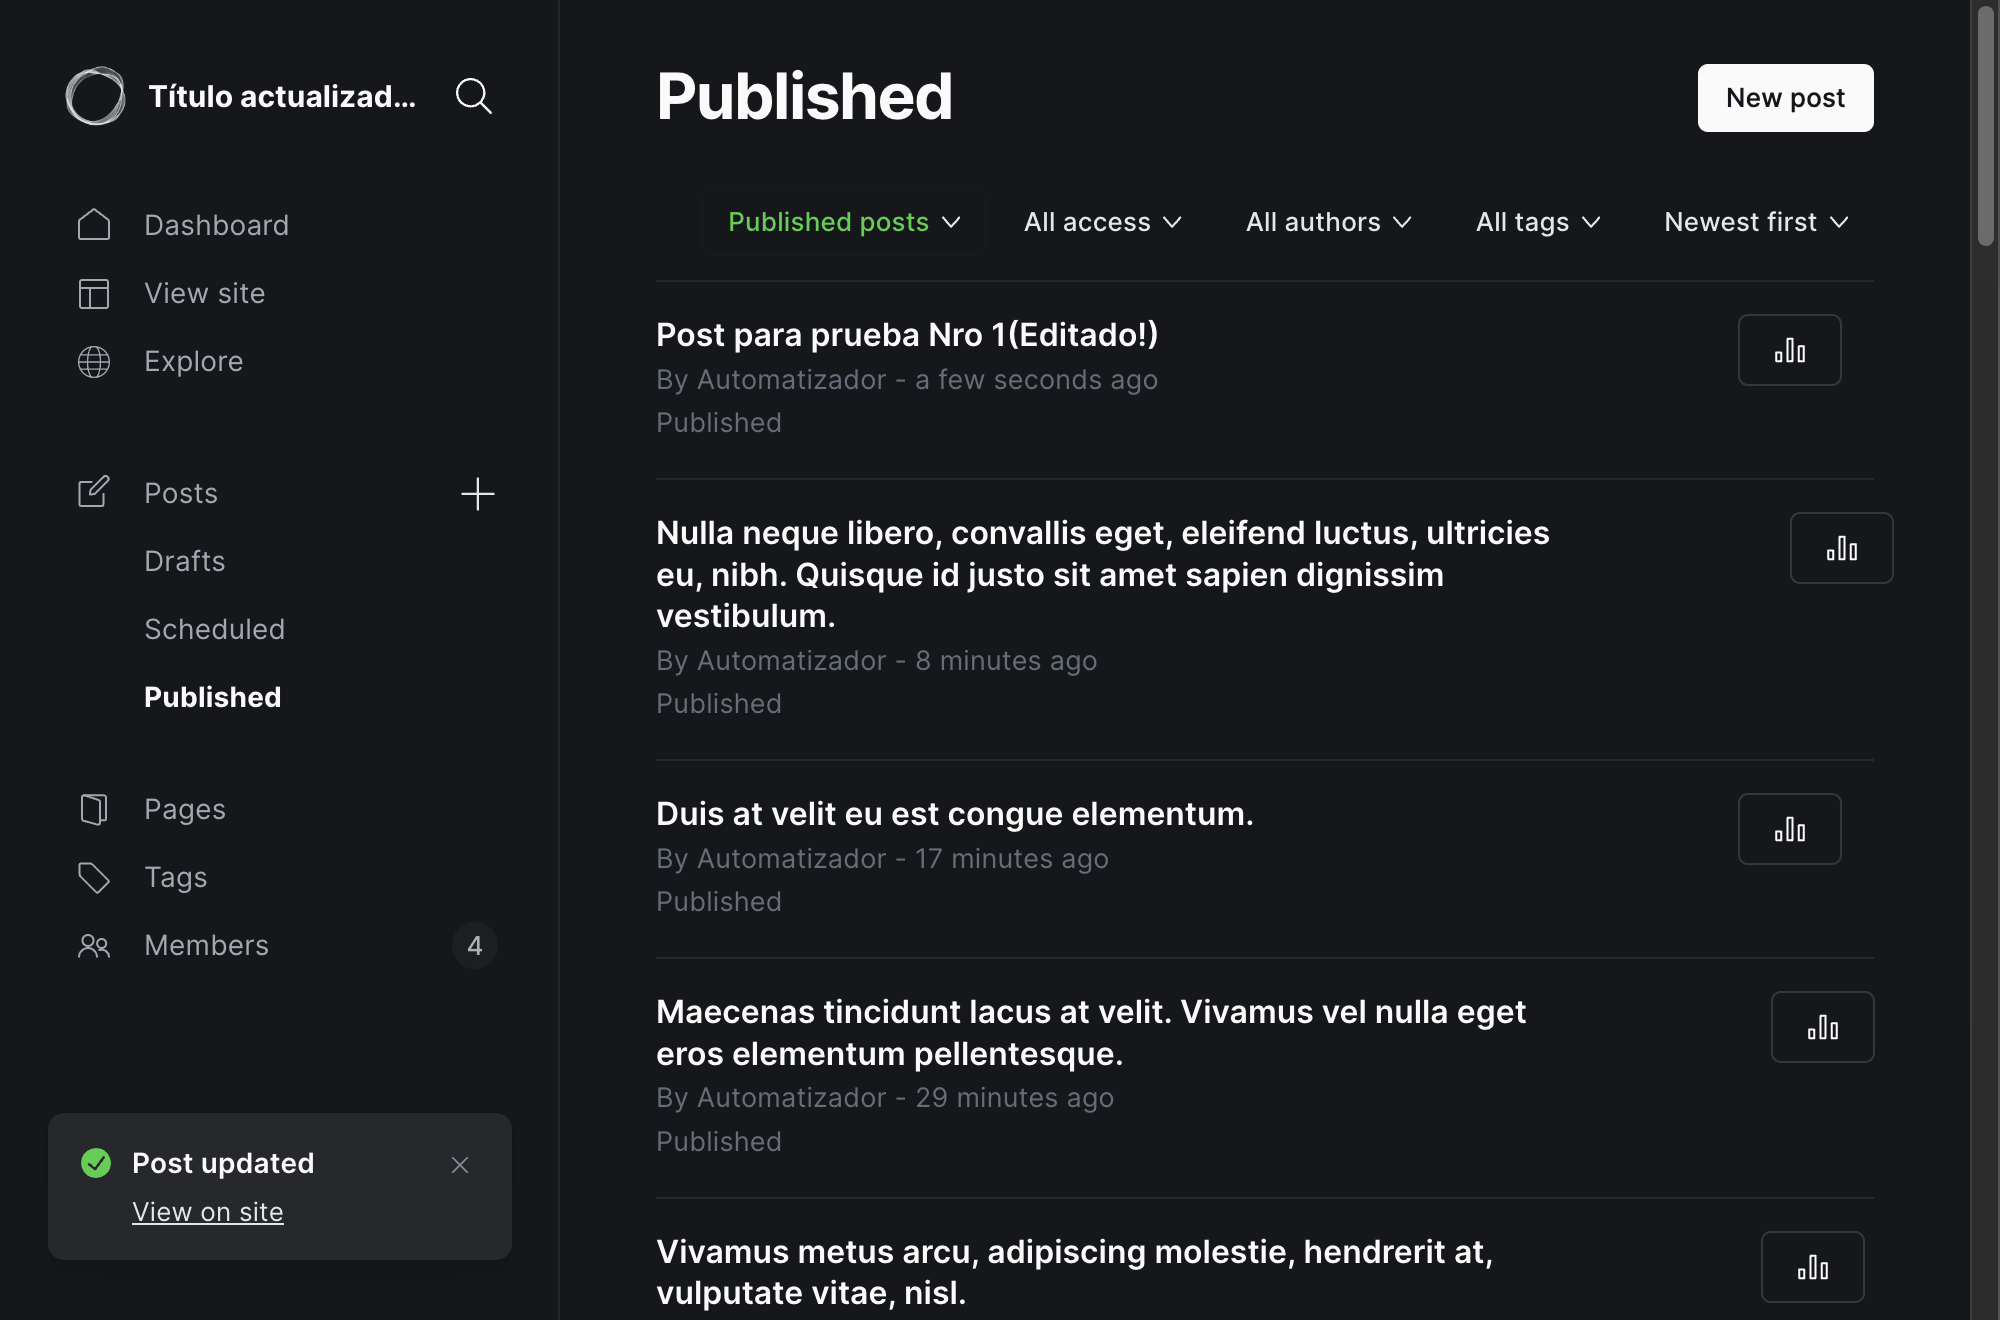 Título actualizad...
Dashboard
View site
Explore
Posts
Drafts
Scheduled
Published
Pages
Tags
Members
4
Post updated
View on site
Published
New post
Published posts
All access
All authors
All tags
Newest first
Post para prueba Nro 1(Editado!)
By Automatizador - a few seconds ago
Published
Nulla neque libero, convallis eget, eleifend luctus, ultricies
eu, nibh. Quisque id justo sit amet sapien dignissim
vestibulum.
By Automatizador - 8 minutes ago
Published
Duis at velit eu est congue elementum.
By Automatizador - 17 minutes ago
Published
Maecenas tincidunt lacus at velit. Vivamus vel nulla eget
eros elementum pellentesque.
By Automatizador - 29 minutes ago
Published
Vivamus metus arcu, adipiscing molestie, hendrerit at,
vulputate vitae, nisl.